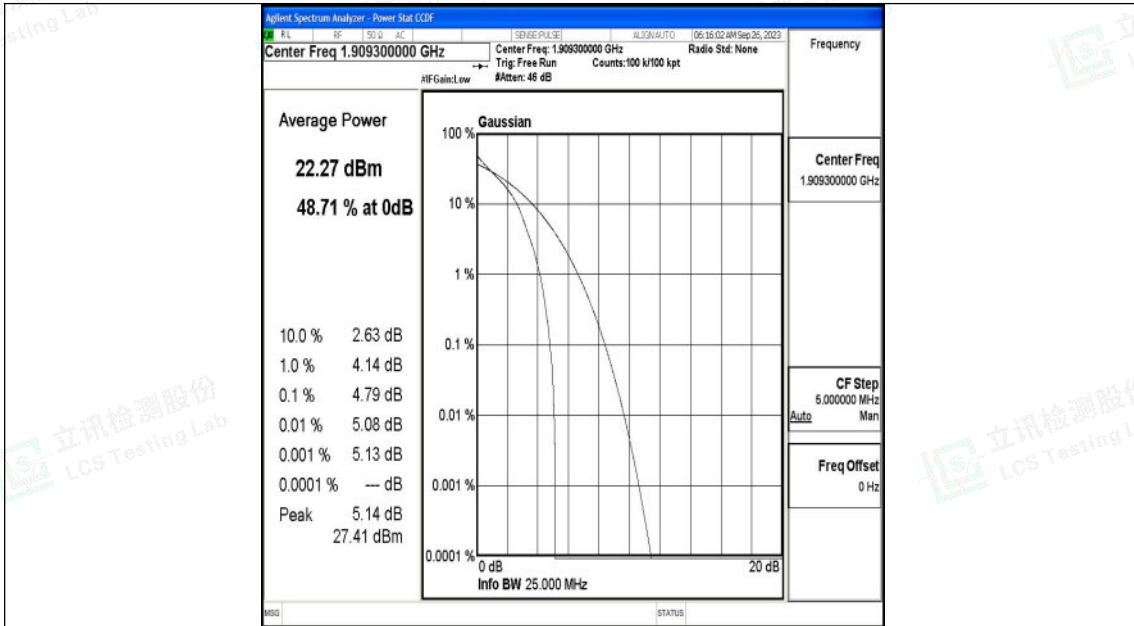 Agilent Spectrum Analyzer - Power Stat CCDF
RL RF 50 Ω AC SENSE:PULSE ALIGNAUTO 06:16:02 AM Sep 26, 2023
Center Freq 1.909300000 GHz
Center Freq: 1.909300000 GHz
Radio Std: None
Trig: Free Run
Counts:100 k/100 kpt
#IFGain:Low
#Atten: 46 dB
Frequency
Average Power
22.27 dBm
48.71 % at 0dB
10.0 % 2.63 dB
1.0 % 4.14 dB
0.1 % 4.79 dB
0.01 % 5.08 dB
0.001 % 5.13 dB
0.0001 % --- dB
Peak 5.14 dB
27.41 dBm
Gaussian
100 %
10 %
1 %
0.1 %
0.01 %
0.001 %
0.0001 %
0 dB
20 dB
Info BW 25.000 MHz
Center Freq
1.909300000 GHz
CF Step
5.000000 MHz
Auto Man
Freq Offset
0 Hz
MSG
STATUS
立讯检测股份
LCS Testing Lab
立讯检测股份
LCS Testing L
sting Lab
立